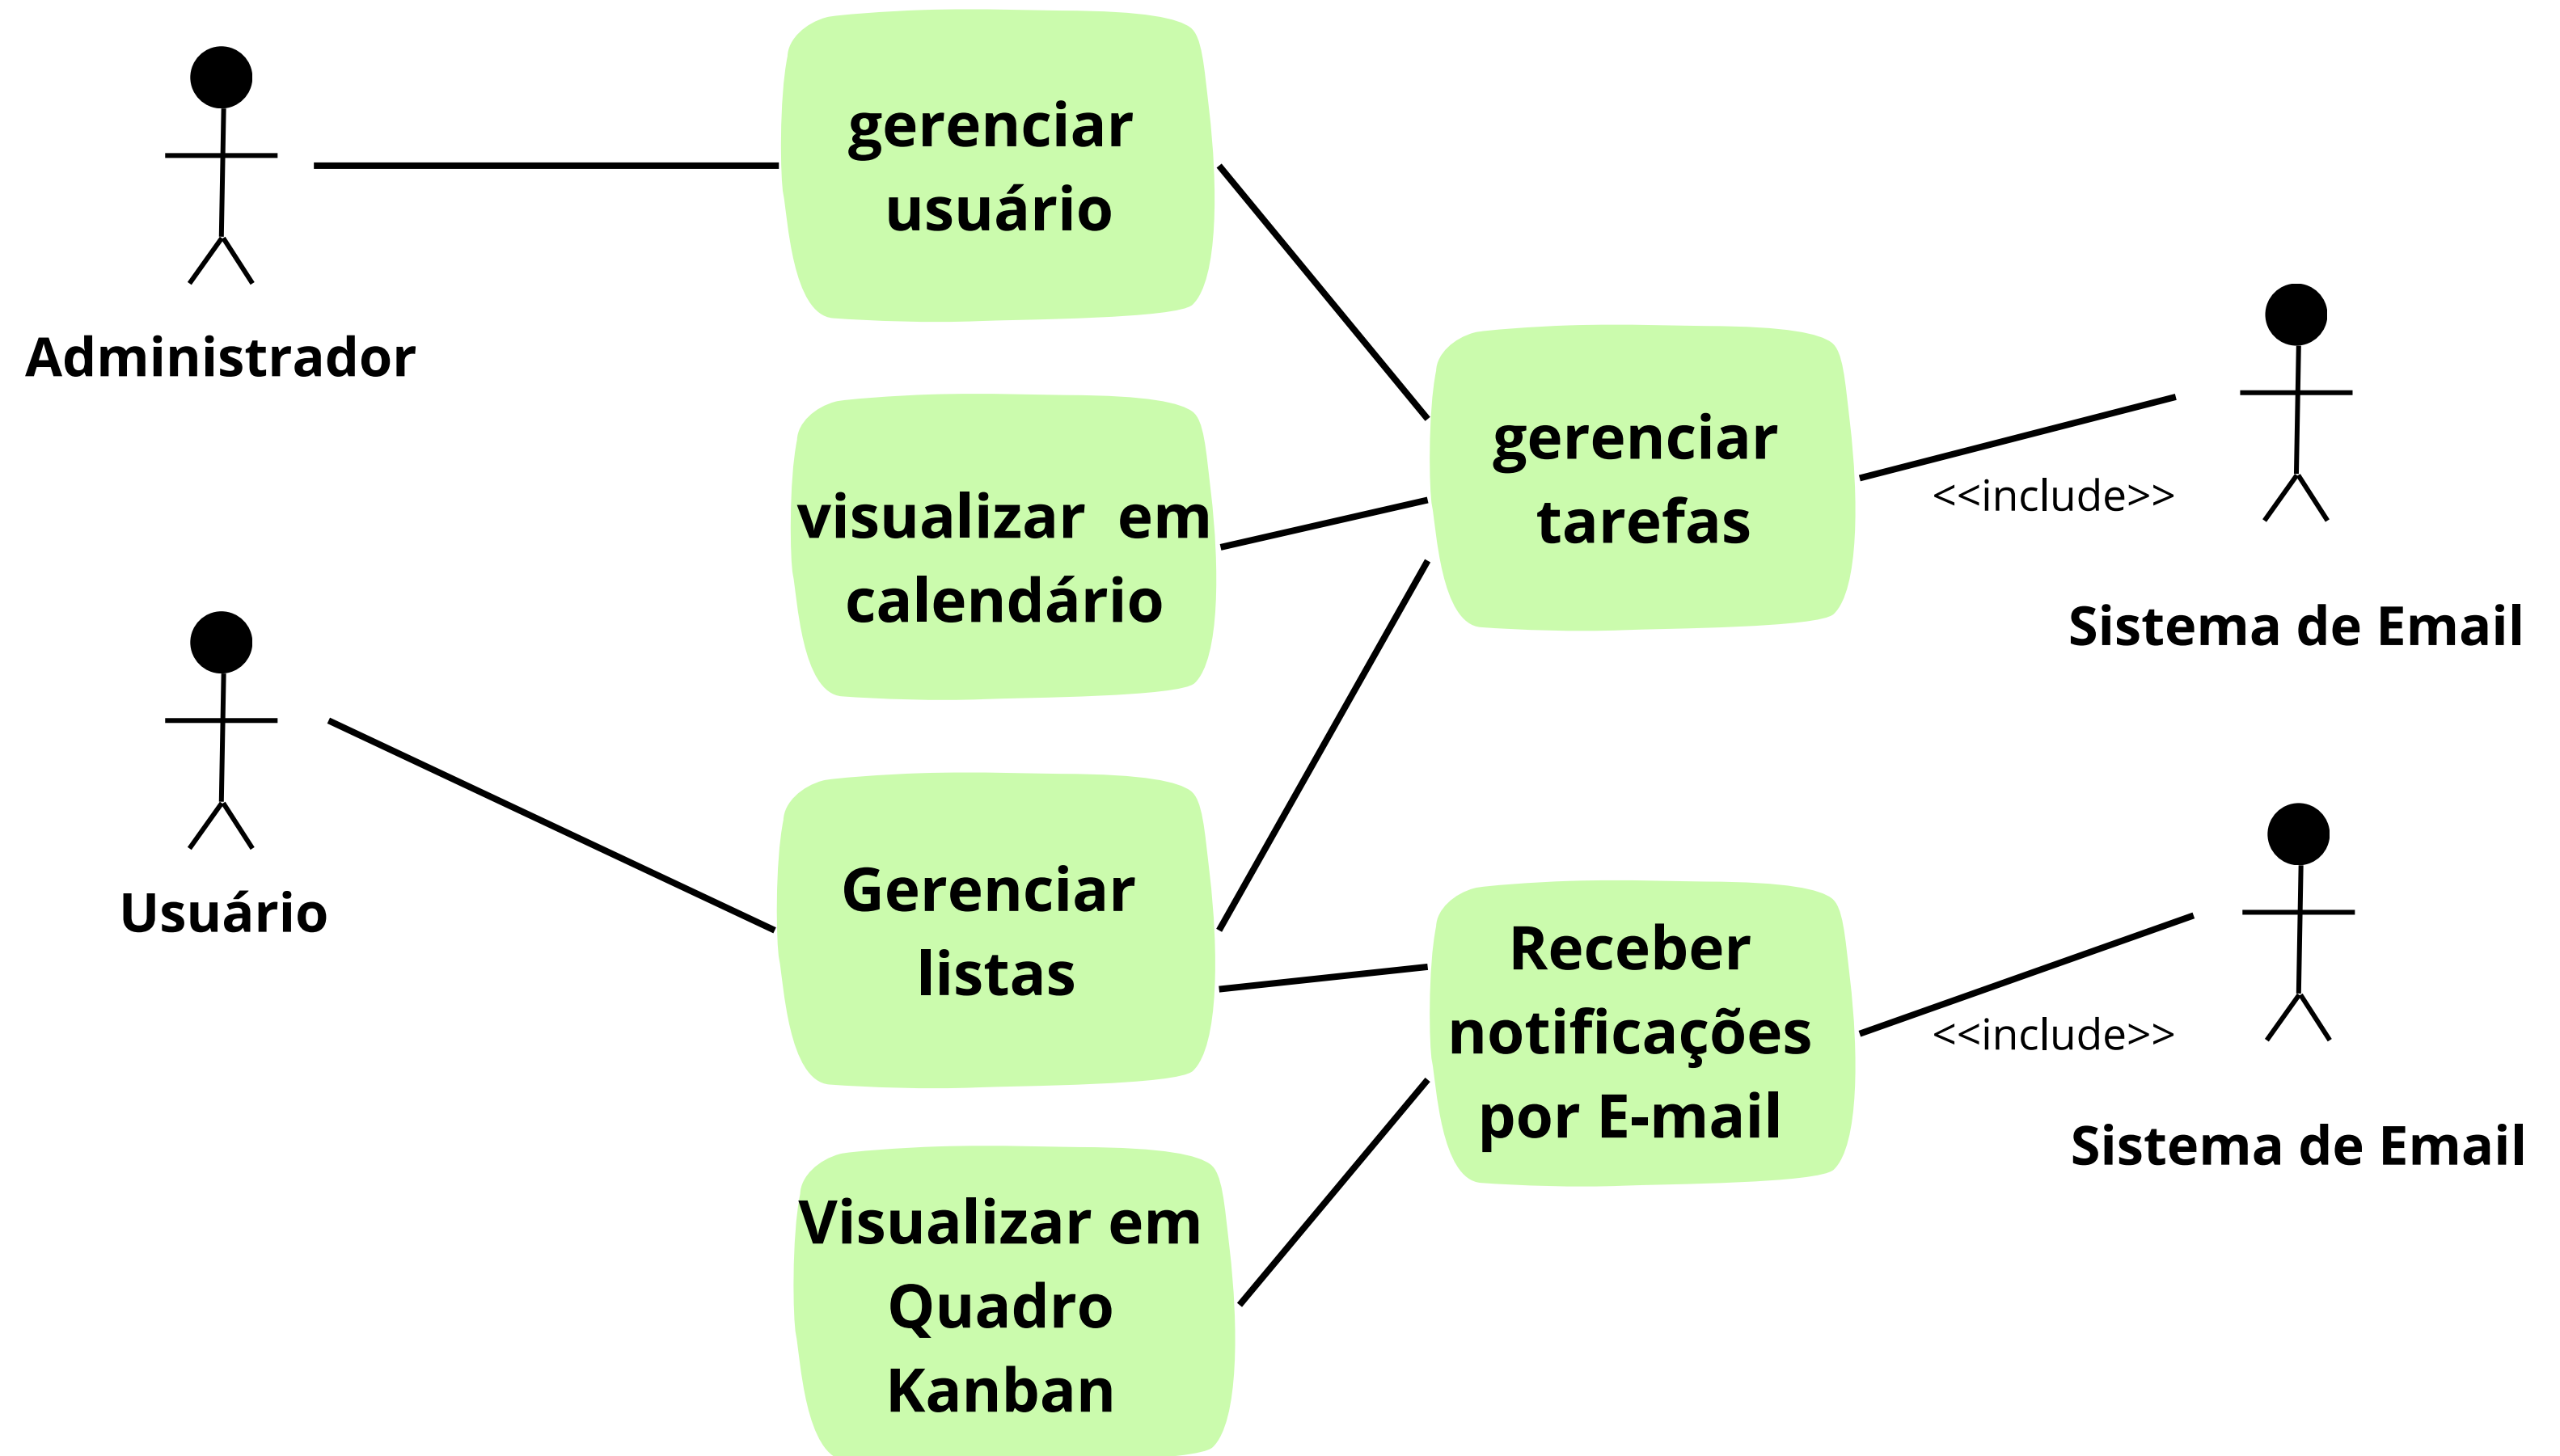 gerenciar
usuário
Administrador
visualizar  em
calendário
gerenciar
tarefas
<<include>>
Sistema de Email
Usuário
Gerenciar
listas
Receber
notificações
por E-mail
<<include>>
Sistema de Email
Visualizar em
Quadro
Kanban